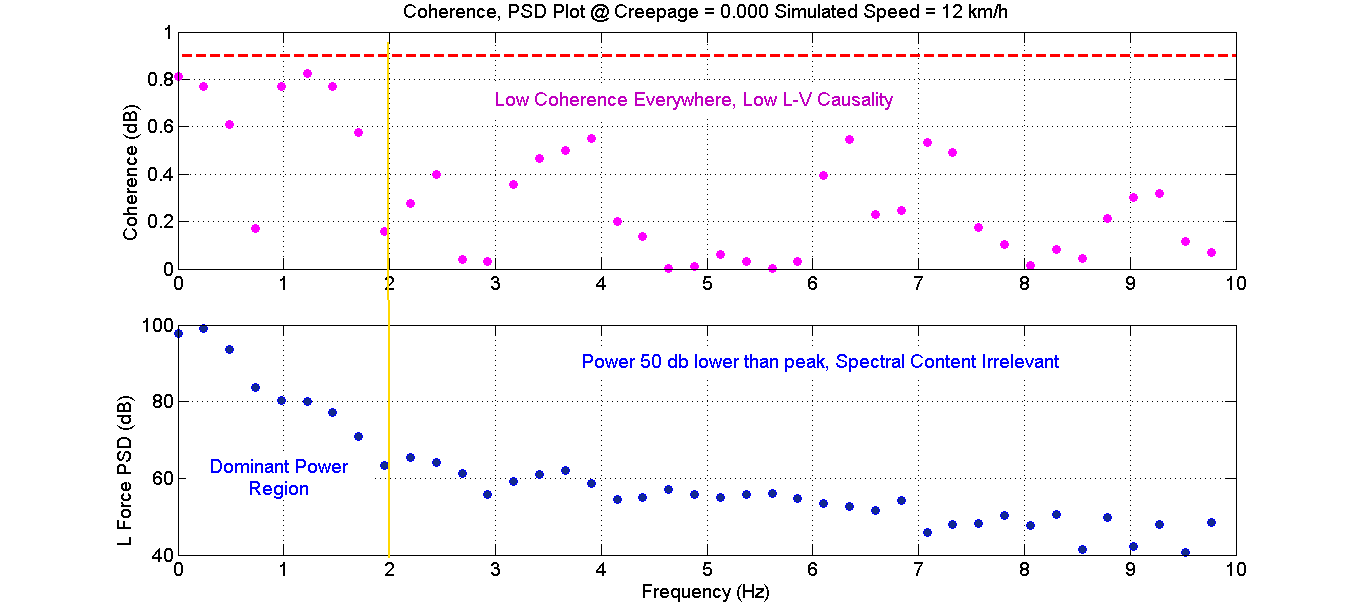 Coherence, PSD Plot @ Creepage = 0.000 Simulated Speed = 12 km/h
1
0.8
0.6
0.4
0.2
0
Coherence (dB)
Low Coherence Everywhere, Low L-V Causality
0 1 2 3 4 5 6 7 8 9 10
100
80
60
40
L Force PSD (dB)
Power 50 db lower than peak, Spectral Content Irrelevant
Dominant Power
Region
0 1 2 3 4 5 6 7 8 9 10
Frequency (Hz)